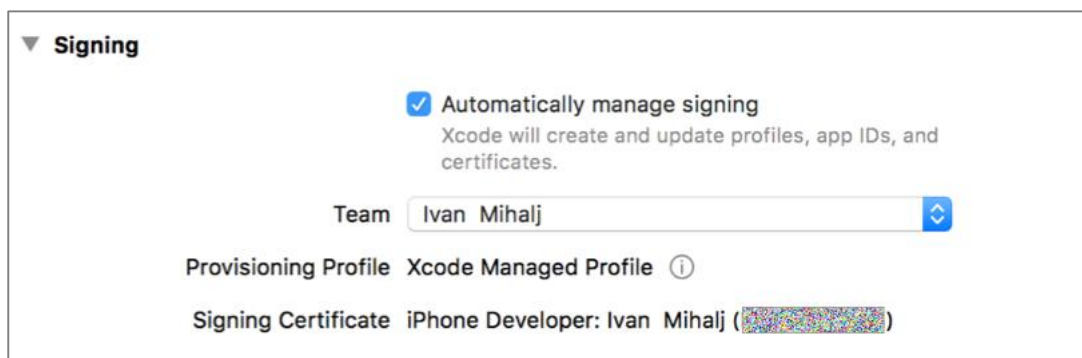 Signing
Automatically manage signing
Xcode will create and update profiles, app IDs, and
certificates.
Team Ivan Mihalj
Provisioning Profile Xcode Managed Profile
Signing Certificate iPhone Developer: Ivan Mihalj ( )